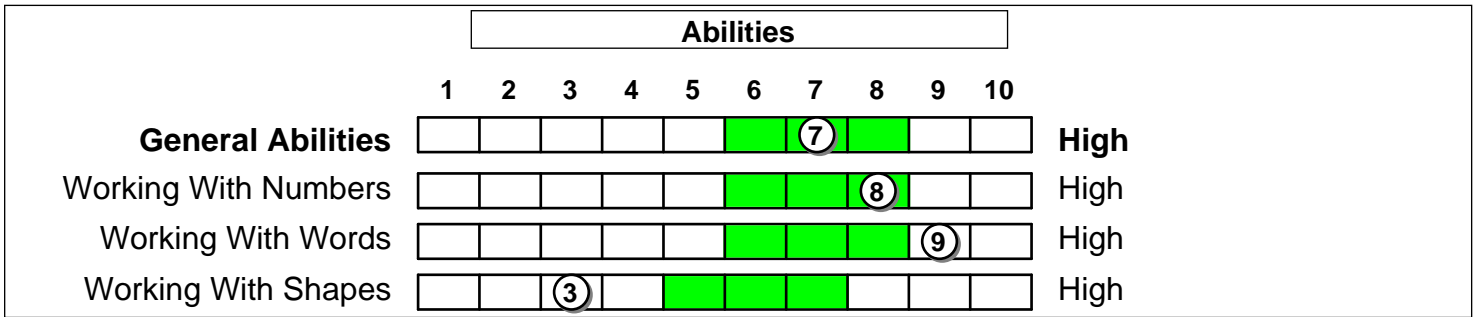 Abilities
1 2 3 4 5 6 7 8 9 10
General Abilities 7 High
Working With Numbers 8 High
Working With Words 9 High
Working With Shapes 3 High